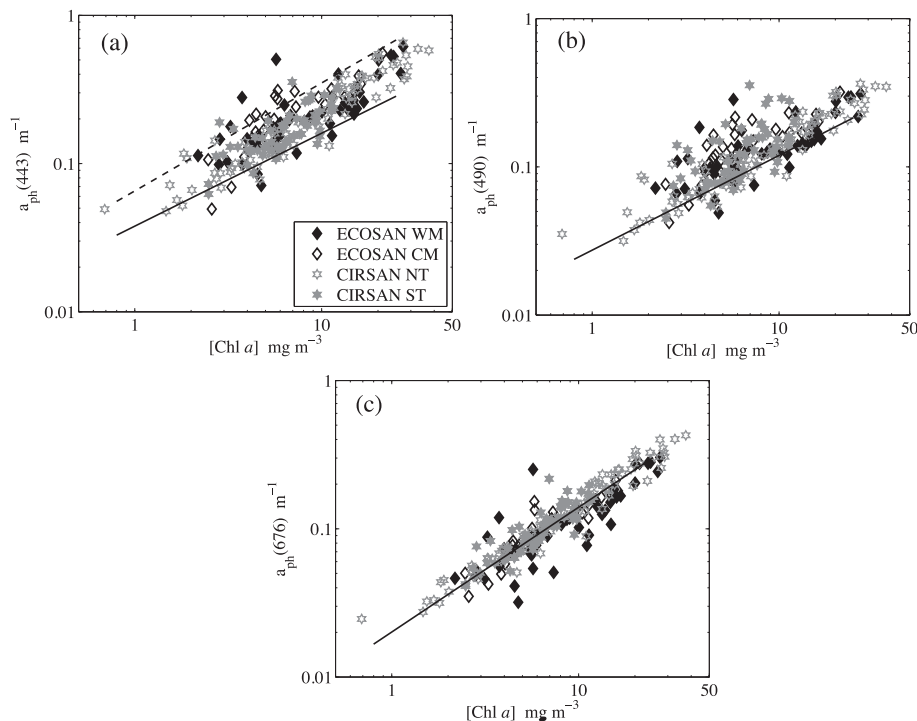 (a)
1
0.1
0.01
a_ph(443) m⁻¹
1
10
50
[Chl a] mg m⁻³
ECOSAN WM
ECOSAN CM
CIRSAN NT
CIRSAN ST
(b)
1
0.1
0.01
a_ph(490) m⁻¹
1
10
50
[Chl a] mg m⁻³
(c)
1
0.1
0.01
a_ph(676) m⁻¹
1
10
50
[Chl a] mg m⁻³